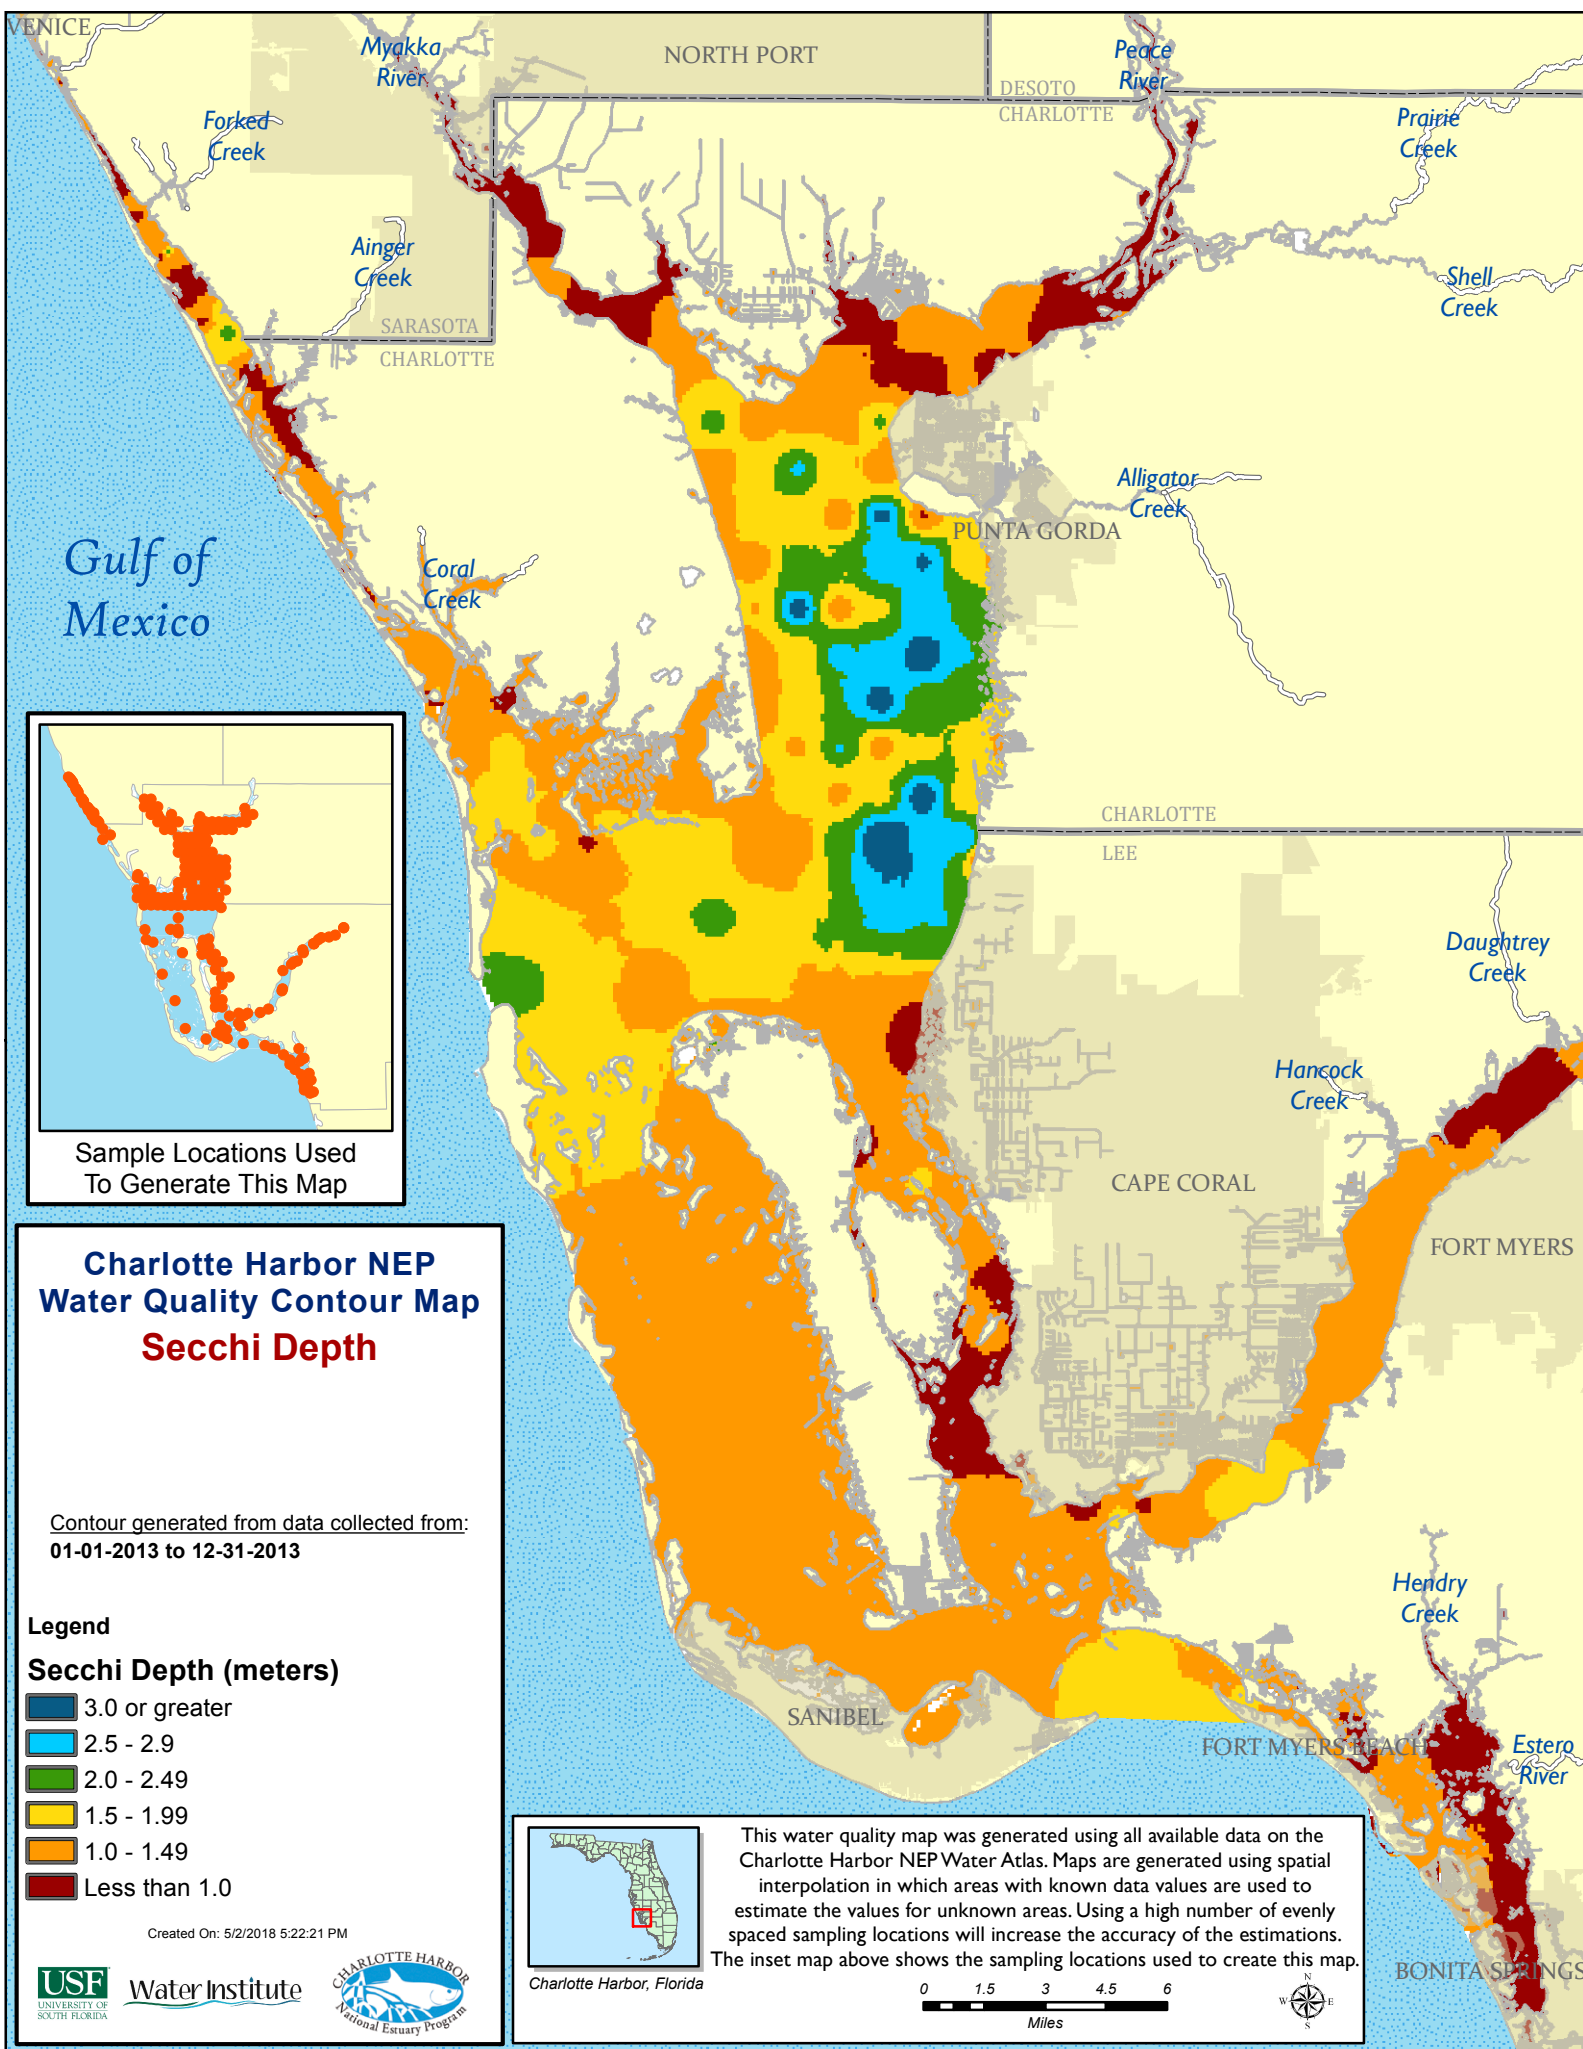 VENICE
Myakka
River
NORTH PORT
Peace
River
DESOTO
CHARLOTTE
Forked
Creek
Prairie
Creek
Ainger
Creek
Shell
Creek
SARASOTA
CHARLOTTE
Alligator
Creek
PUNTA GORDA
Gulf of
Mexico
Coral
Creek
CHARLOTTE
LEE
Daughtrey
Creek
Hancock
Creek
Sample Locations Used
To Generate This Map
CAPE CORAL
FORT MYERS
Charlotte Harbor NEP
Water Quality Contour Map
Secchi Depth
Contour generated from data collected from:
01-01-2013 to 12-31-2013
Hendry
Creek
Legend
Secchi Depth (meters)
3.0 or greater
2.5 - 2.9
2.0 - 2.49
1.5 - 1.99
1.0 - 1.49
Less than 1.0
SANIBEL
FORT MYERS BEACH
Estero
River
Created On: 5/2/2018 5:22:21 PM
USF
UNIVERSITY OF
SOUTH FLORIDA
Water Institute
CHARLOTTE HARBOR
National Estuary Program
Charlotte Harbor, Florida
This water quality map was generated using all available data on the
Charlotte Harbor NEP Water Atlas. Maps are generated using spatial
interpolation in which areas with known data values are used to
estimate the values for unknown areas. Using a high number of evenly
spaced sampling locations will increase the accuracy of the estimations.
The inset map above shows the sampling locations used to create this map.
0 1.5 3 4.5 6
Miles
N
W E
S
BONITA SPRINGS